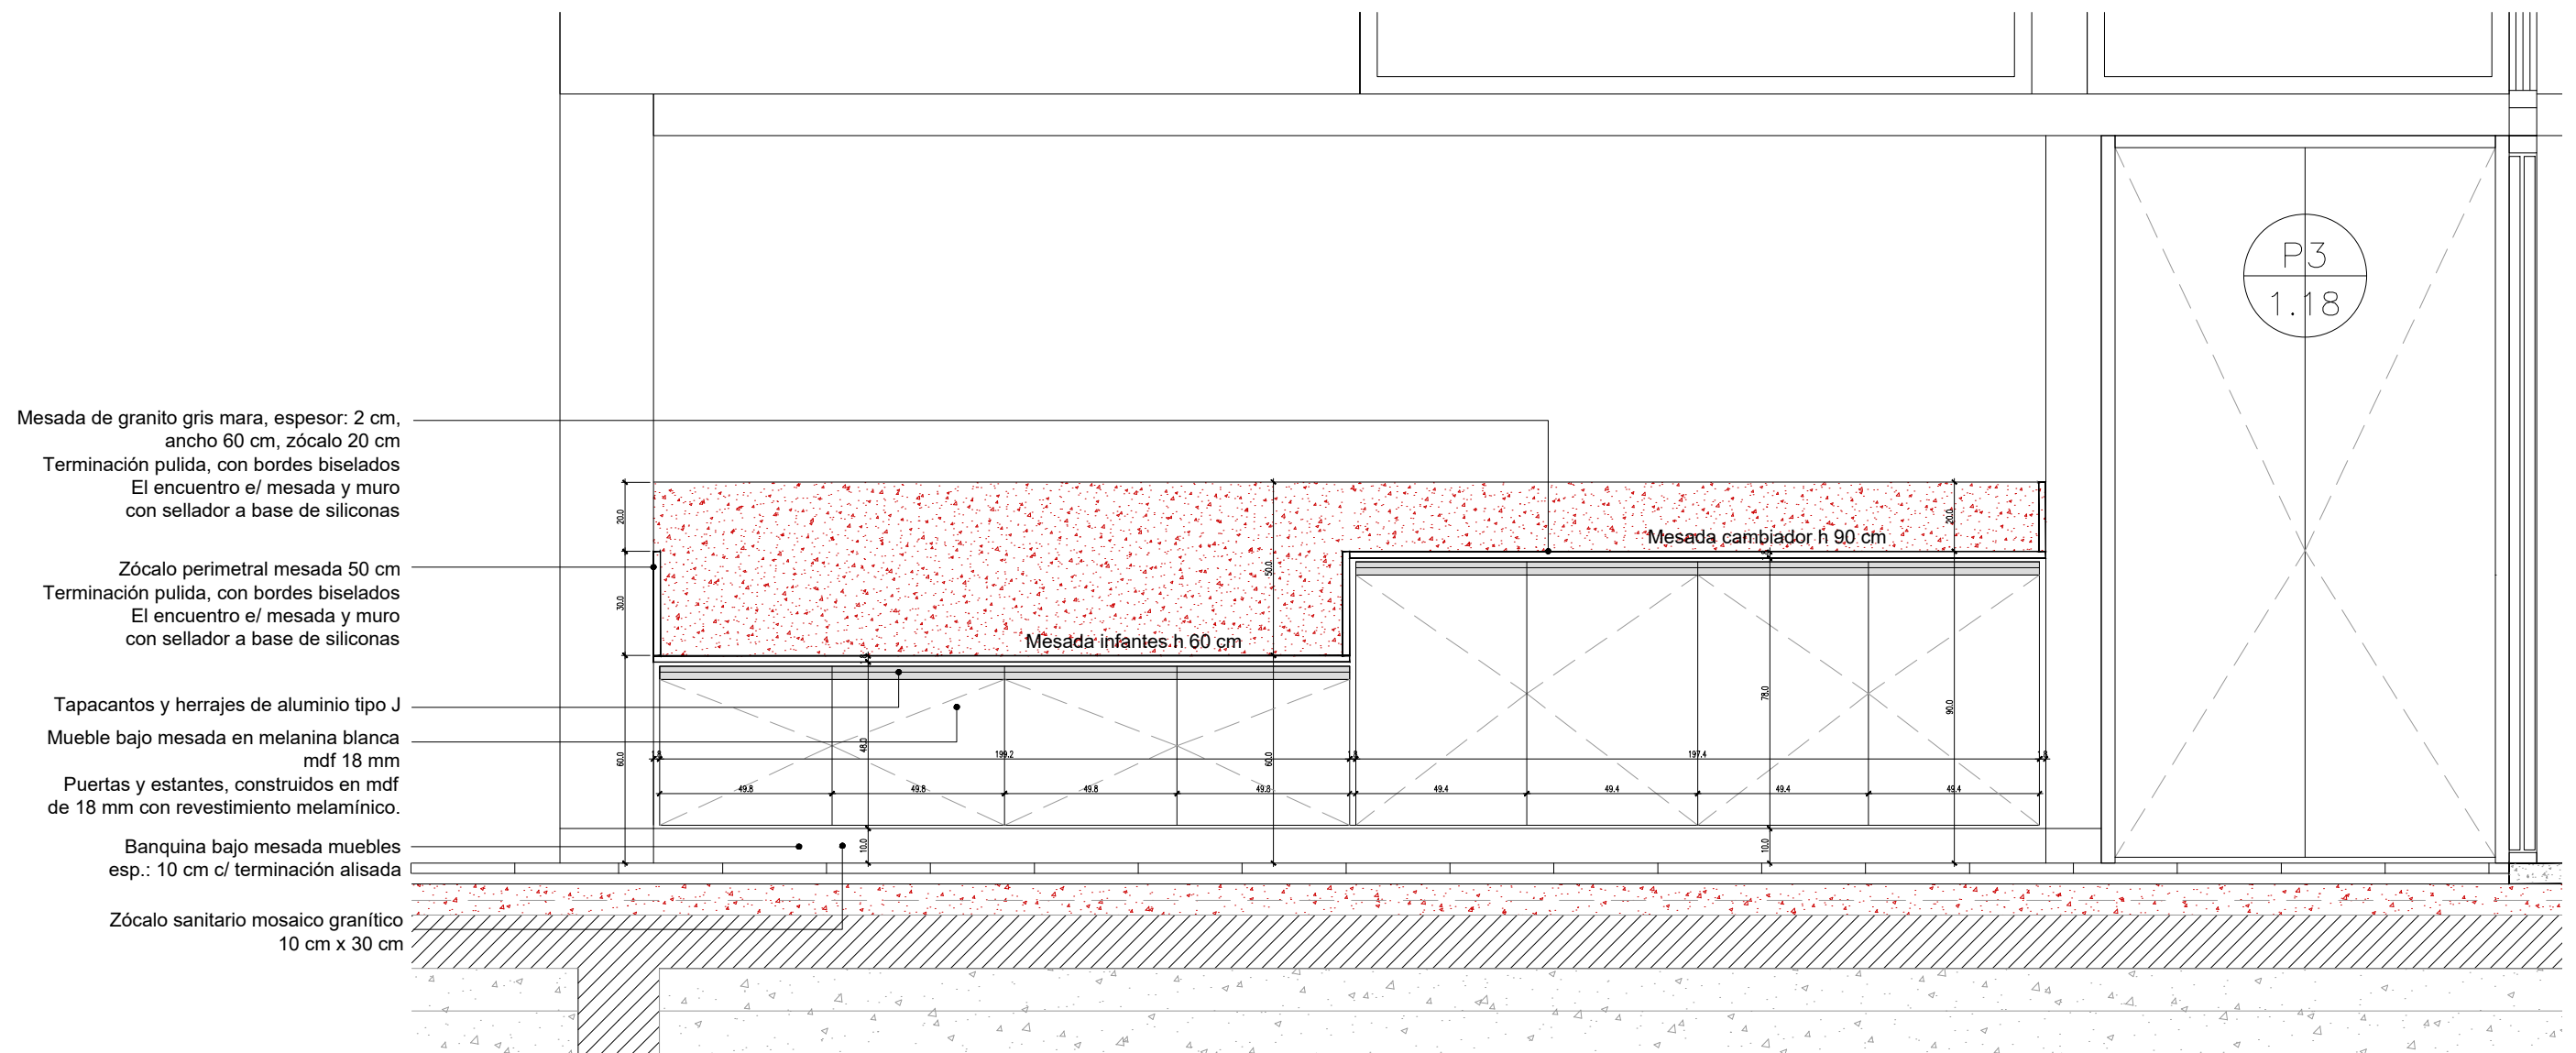 P3
1.18
Mesada de granito gris mara, espesor: 2 cm,
ancho 60 cm, zócalo 20 cm
Terminación pulida, con bordes biselados
El encuentro e/ mesada y muro
con sellador a base de siliconas
Zócalo perimetral mesada 50 cm
Terminación pulida, con bordes biselados
El encuentro e/ mesada y muro
con sellador a base de siliconas
Tapacantos y herrajes de aluminio tipo J
Mueble bajo mesada en melanina blanca
mdf 18 mm
Puertas y estantes, construidos en mdf
de 18 mm con revestimiento melamínico.
Banquina bajo mesada muebles
esp.: 10 cm c/ terminación alisada
Zócalo sanitario mosaico granítico
10 cm x 30 cm
Mesada cambiador h 90 cm
Mesada infantes h 60 cm
20.0
30.0
60.0
50.0
60.0
20.0
90.0
48.0
10.0
78.0
10.0
1.8
199.2
1.8
197.4
1.8
49.8
49.8
49.8
49.8
49.4
49.4
49.4
49.4